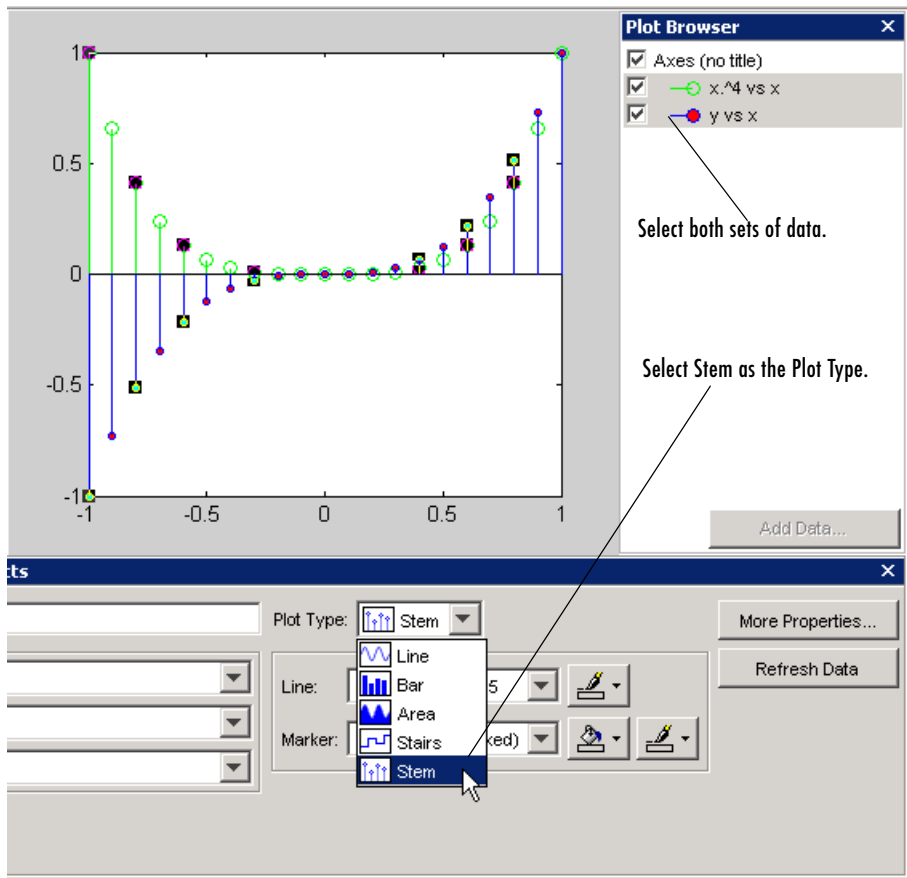 Plot Browser
Axes (no title)
x.^4 vs x
y vs x
1
0.5
0
-0.5
-1
-1
-0.5
0
0.5
1
Select both sets of data.
Select Stem as the Plot Type.
Add Data...
cts
Plot Type:
Stem
More Properties...
Refresh Data
Line
Bar
Area
Stairs
Stem
Line:
5
Marker:
ked)